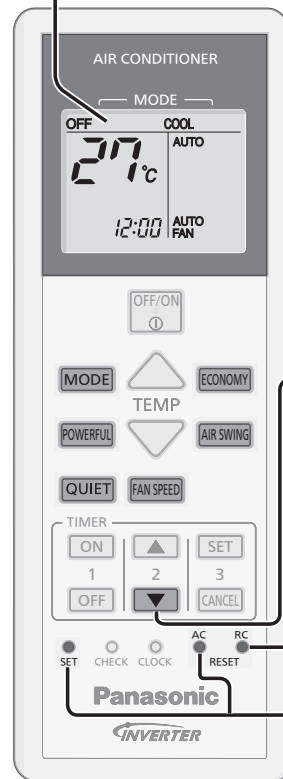 AIR CONDITIONER
MODE
OFF COOL
27°C AUTO
12:00 AUTO FAN
OFF/ON
MODE ECONOMY
TEMP
POWERFUL AIR SWING
QUIET FAN SPEED
TIMER
ON SET
1 2 3
OFF CANCEL
AC RC
SET CHECK CLOCK RESET
Panasonic
INVERTER